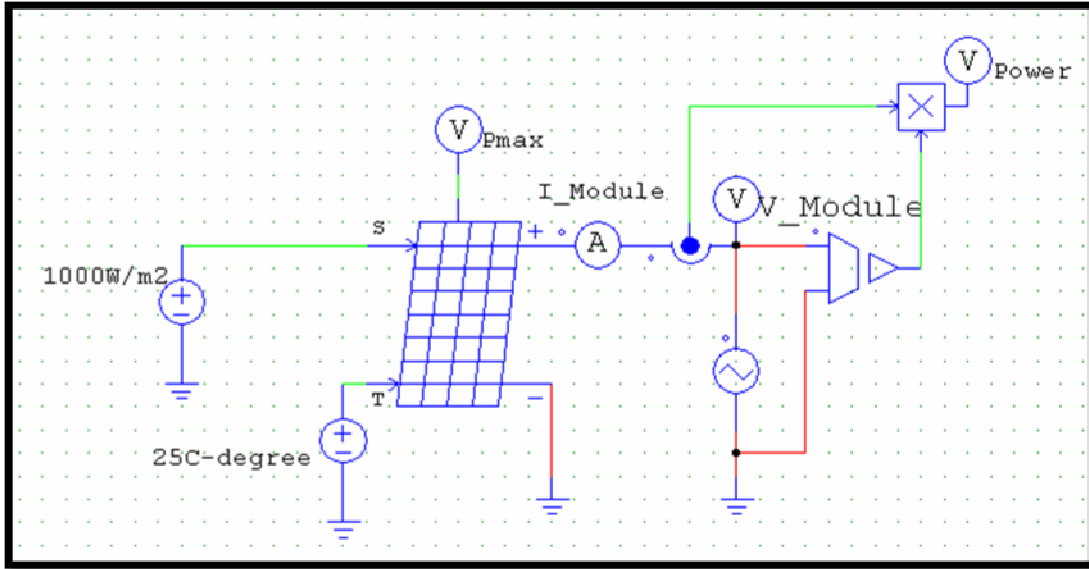 V
Power
V
Pmax
I_Module
V
V_Module
S
+
A
1000W/m2
+
−
T
−
+
−
25C-degree